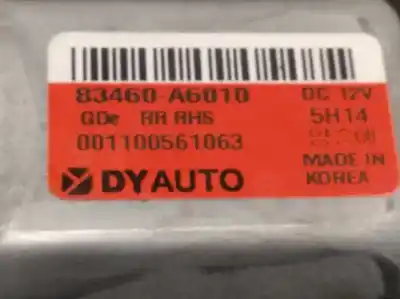 83460-A6010 DC 12V
GDe RR RHS 5H14
001100561063
MADE IN
DYAUTO KOREA